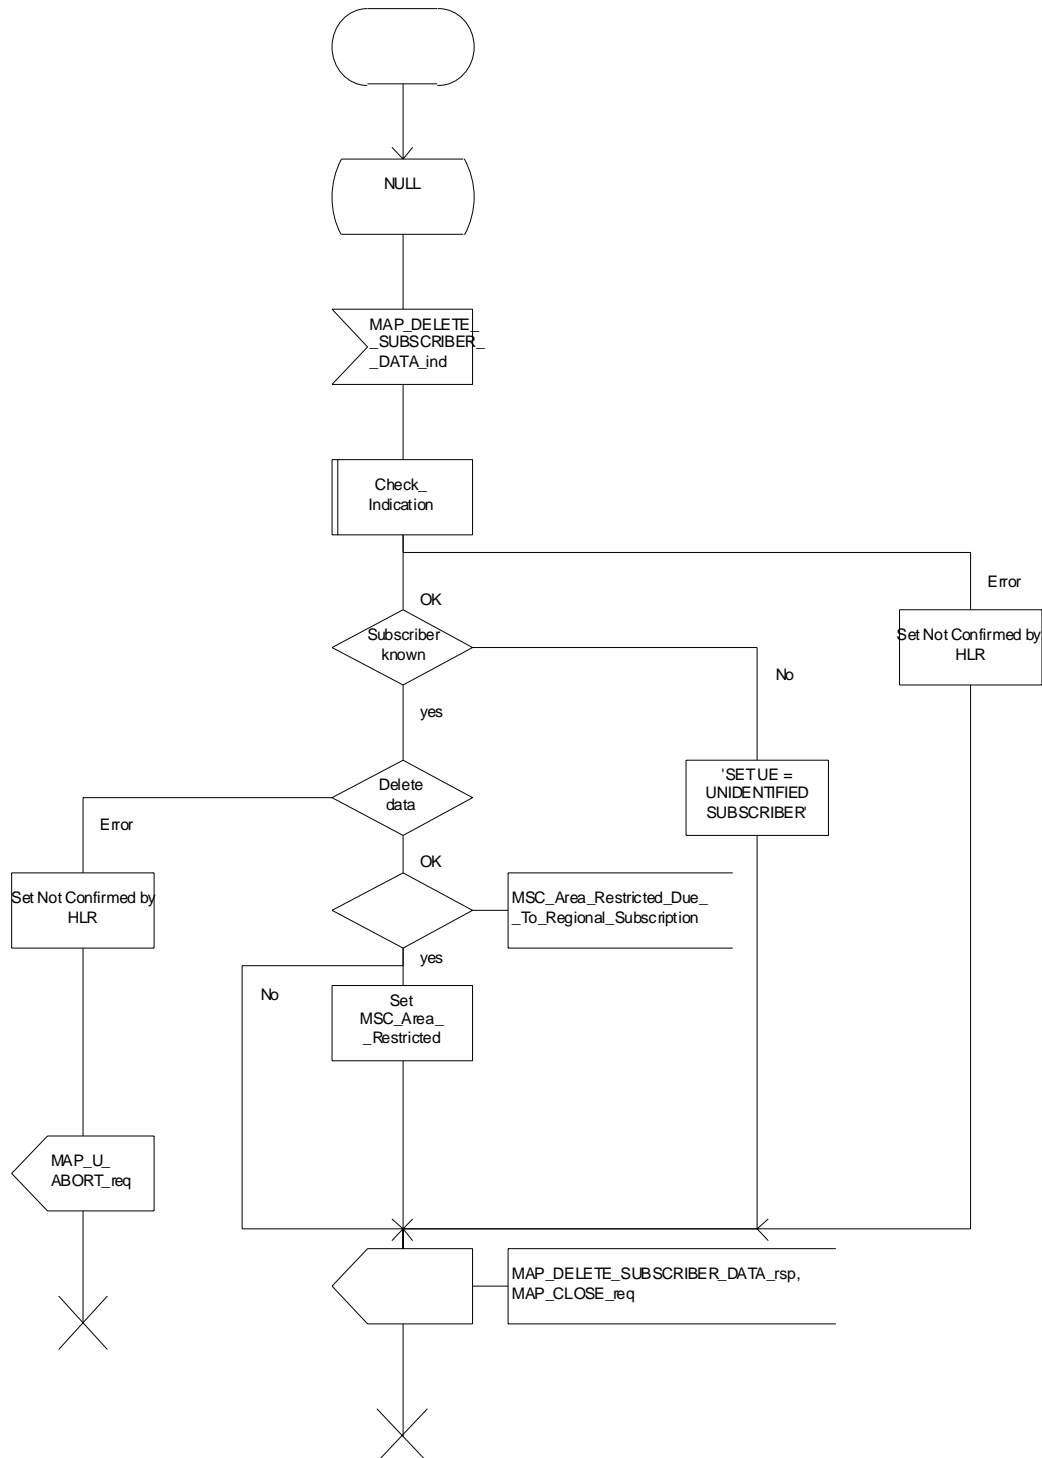 NULL
MAP_DELETE_
_SUBSCRIBER_
_DATA_ind
Check_
Indication
Error
OK
Subscriber
known
Set Not Confirmed by
HLR
No
yes
Delete
data
'SET UE =
UNIDENTIFIED
SUBSCRIBER'
Error
OK
Set Not Confirmed by
HLR
MSC_Area_Restricted_Due_
_To_Regional_Subscription
yes
No
Set
MSC_Area_
_Restricted
MAP_U_
ABORT_req
MAP_DELETE_SUBSCRIBER_DATA_rsp,
MAP_CLOSE_req